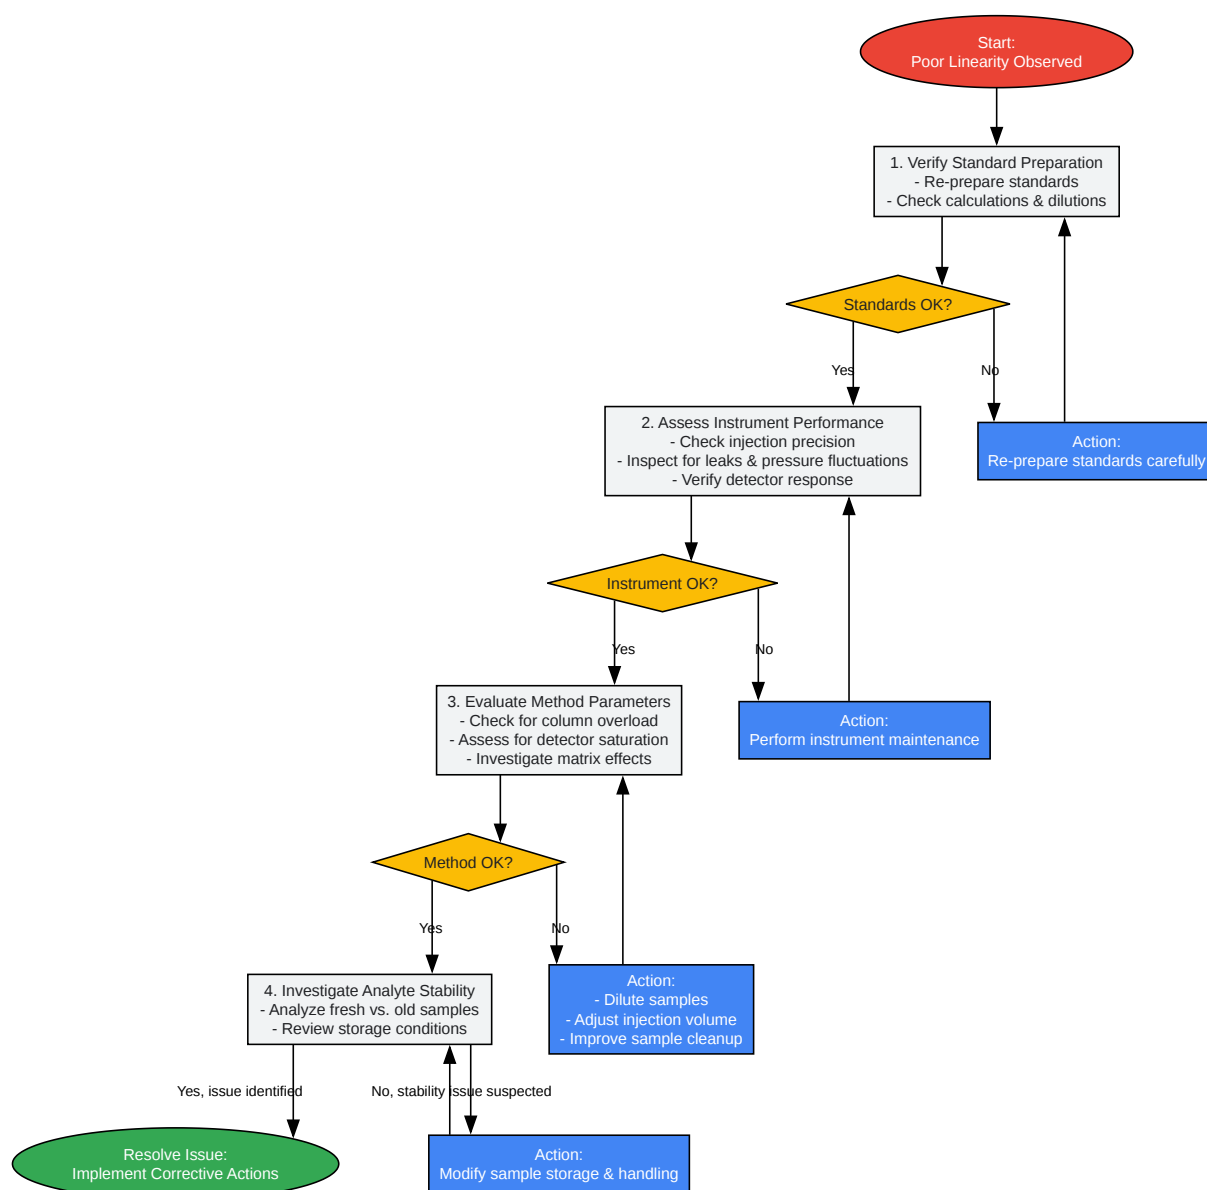 Start:
Poor Linearity Observed
1. Verify Standard Preparation
- Re-prepare standards
- Check calculations & dilutions
Standards OK?
Yes
No
2. Assess Instrument Performance
- Check injection precision
- Inspect for leaks & pressure fluctuations
- Verify detector response
Action:
Re-prepare standards carefully
Instrument OK?
Yes
No
3. Evaluate Method Parameters
- Check for column overload
- Assess for detector saturation
- Investigate matrix effects
Action:
Perform instrument maintenance
Method OK?
Yes
No
4. Investigate Analyte Stability
- Analyze fresh vs. old samples
- Review storage conditions
Action:
- Dilute samples
- Adjust injection volume
- Improve sample cleanup
Yes, issue identified
No, stability issue suspected
Resolve Issue:
Implement Corrective Actions
Action:
Modify sample storage & handling